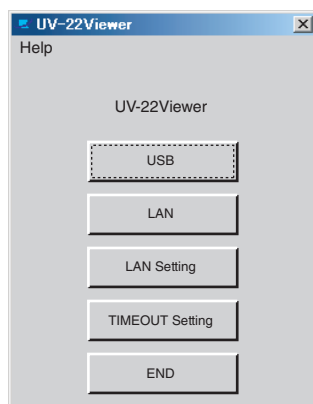 UV-22Viewer
Help
UV-22Viewer
USB
LAN
LAN Setting
TIMEOUT Setting
END